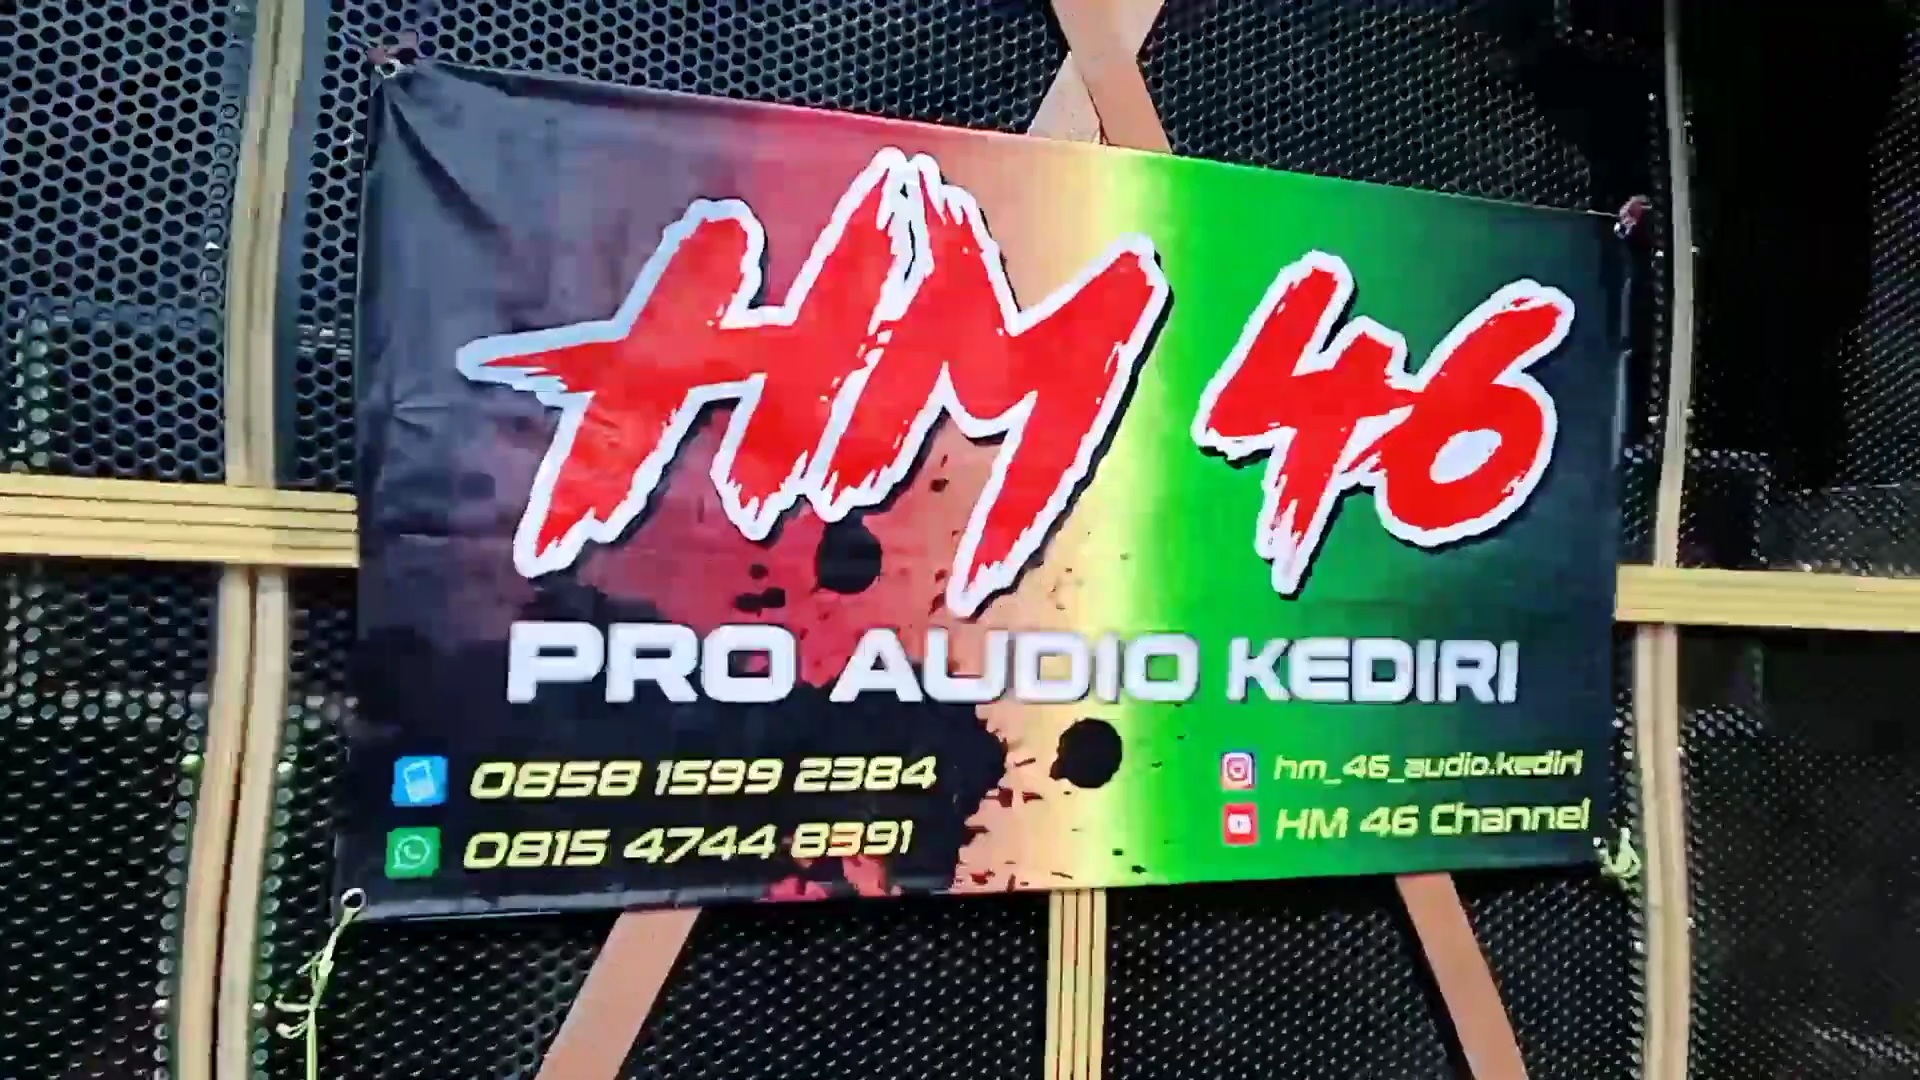 HM 46
PRO AUDIO KEDIRI
0858 1599 2384
0815 4744 8391
hm_46_audio.kediri
HM 46 Channel